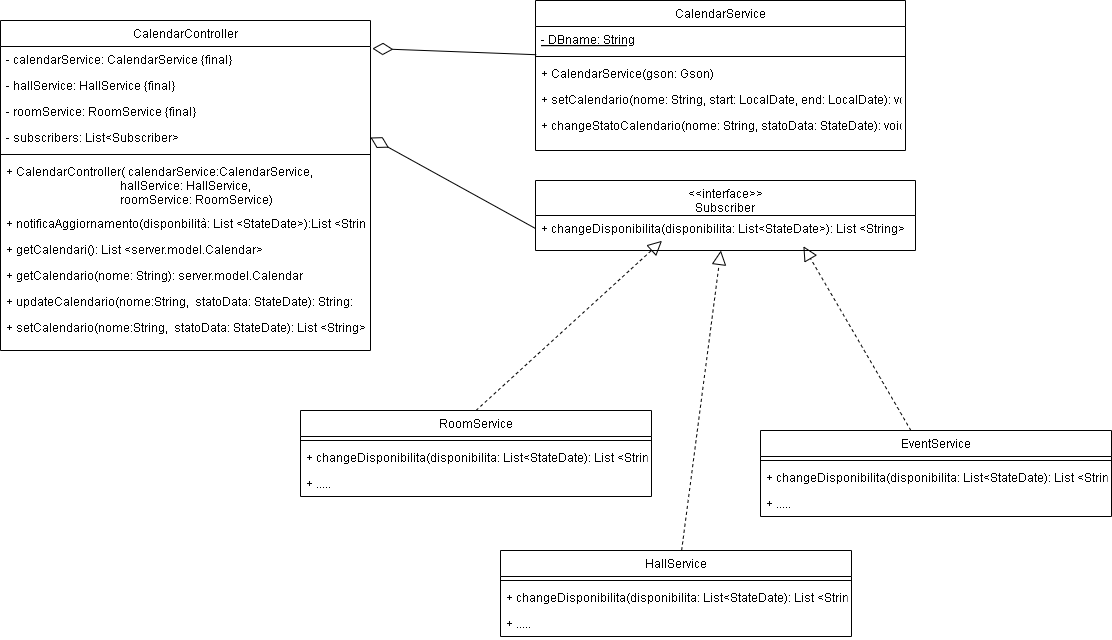 CalendarController
- calendarService: CalendarService {final}
- hallService: HallService {final}
- roomService: RoomService {final}
- subscribers: List<Subscriber>
+ CalendarController( calendarService:CalendarService,
hallService: HallService,
roomService: RoomService)
+ notificaAggiornamento(disponbilità: List <StateDate>):List <Strin
+ getCalendari(): List <server.model.Calendar>
+ getCalendario(nome: String): server.model.Calendar
+ updateCalendario(nome:String, statoData: StateDate): String:
+ setCalendario(nome:String, statoData: StateDate): List <String>
CalendarService
- DBname: String
+ CalendarService(gson: Gson)
+ setCalendario(nome: String, start: LocalDate, end: LocalDate): vo
+ changeStatoCalendario(nome: String, statoData: StateDate): void
<<interface>>
Subscriber
+ changeDisponibilita(disponibilita: List<StateDate>): List <String>
RoomService
+ changeDisponibilita(disponibilita: List<StateDate): List <Strin
+ .....
EventService
+ changeDisponibilita(disponibilita: List<StateDate): List <Strin
+ .....
HallService
+ changeDisponibilita(disponibilita: List<StateDate): List <Strin
+ .....